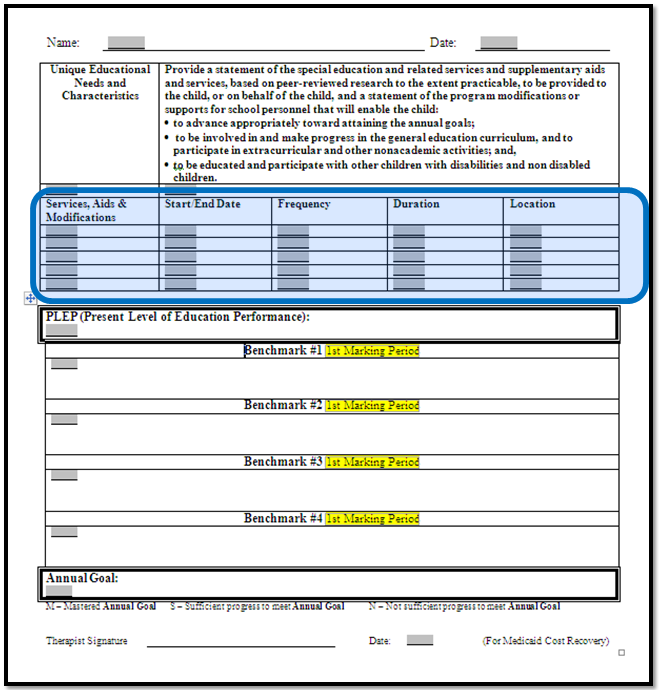 Name: Date:
Unique Educational Needs and Characteristics
Provide a statement of the special education and related services and supplementary aids
and services, based on peer-reviewed research to the extent practicable, to be provided to
the child, or on behalf of the child, and a statement of the program modifications or
supports for school personnel that will enable the child:
• to advance appropriately toward attaining the annual goals;
• to be involved in and make progress in the general education curriculum, and to
participate in extracurricular and other nonacademic activities; and,
• to be educated and participate with other children with disabilities and non disabled
children.
Services, Aids & Modifications
Start/End Date
Frequency
Duration
Location
PLEP (Present Level of Education Performance):
Benchmark #1 1st Marking Period
Benchmark #2 1st Marking Period
Benchmark #3 1st Marking Period
Benchmark #4 1st Marking Period
Annual Goal:
M – Mastered Annual Goal S – Sufficient progress to meet Annual Goal N – Not sufficient progress to meet Annual Goal
Therapist Signature Date: (For Medicaid Cost Recovery)